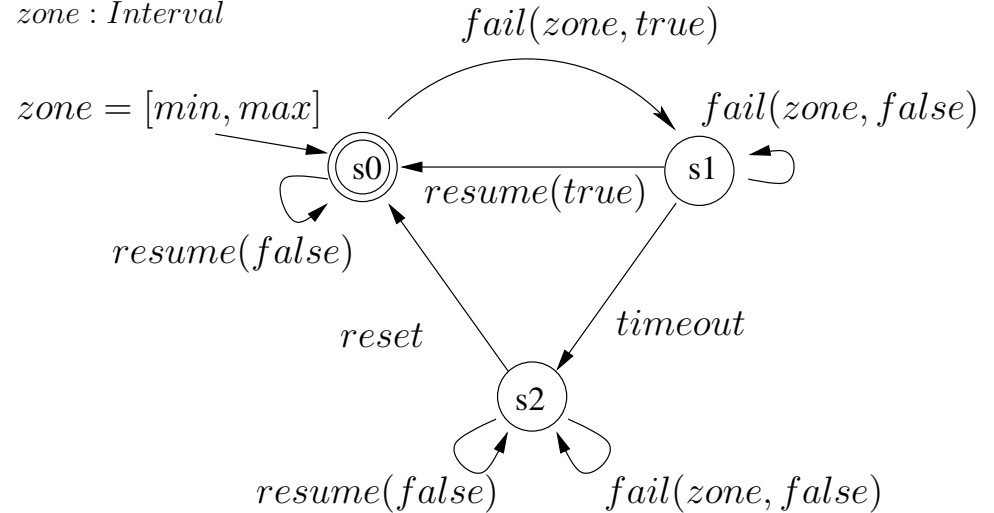 zone : Interval
fail(zone, true)
zone = [min, max]
fail(zone, false)
s0
s1
resume(true)
resume(false)
reset
timeout
s2
resume(false)
fail(zone, false)